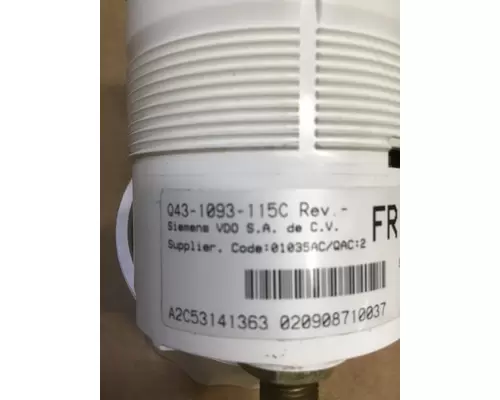 Q43-1093-115C Rev.-
Siemens VDO S.A. de C.V.
Supplier. Code:01035AC/QAC:2
FR
A2C53141363 020908710037